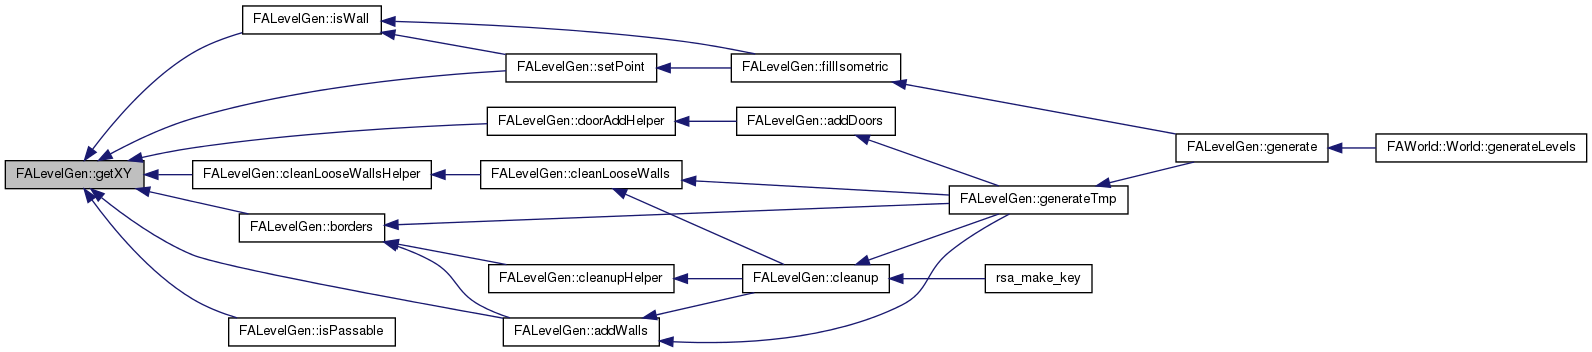 FALevelGen::isWall
FALevelGen::setPoint
FALevelGen::fillIsometric
FALevelGen::doorAddHelper
FALevelGen::addDoors
FALevelGen::generate
FAWorld::World::generateLevels
FALevelGen::getXY
FALevelGen::cleanLooseWallsHelper
FALevelGen::cleanLooseWalls
FALevelGen::generateTmp
FALevelGen::borders
FALevelGen::cleanupHelper
FALevelGen::cleanup
rsa_make_key
FALevelGen::isPassable
FALevelGen::addWalls